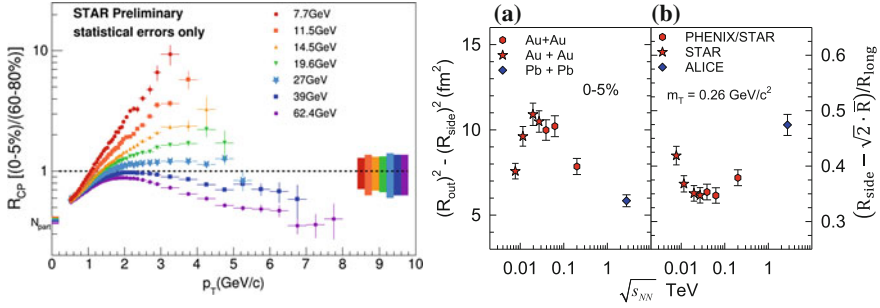 STAR Preliminary
statistical errors only
7.7GeV
11.5GeV
14.5GeV
19.6GeV
27GeV
39GeV
62.4GeV
R_CP [(0-5%)/(60-80%)]
10
1
N_part
0 1 2 3 4 5 6 7 8 9 10
p_T(GeV/c)
(a)
Au+Au
Au + Au
Pb + Pb
0-5%
(R_out)² - (R_side)² (fm²)
15
10
5
0.01 0.1 1
(b)
PHENIX/STAR
STAR
ALICE
m_T = 0.26 GeV/c²
0.01 0.1 1
0.6
0.5
0.4
0.3
(R_side − √2 · R̅)/R_long
√s_NN TeV